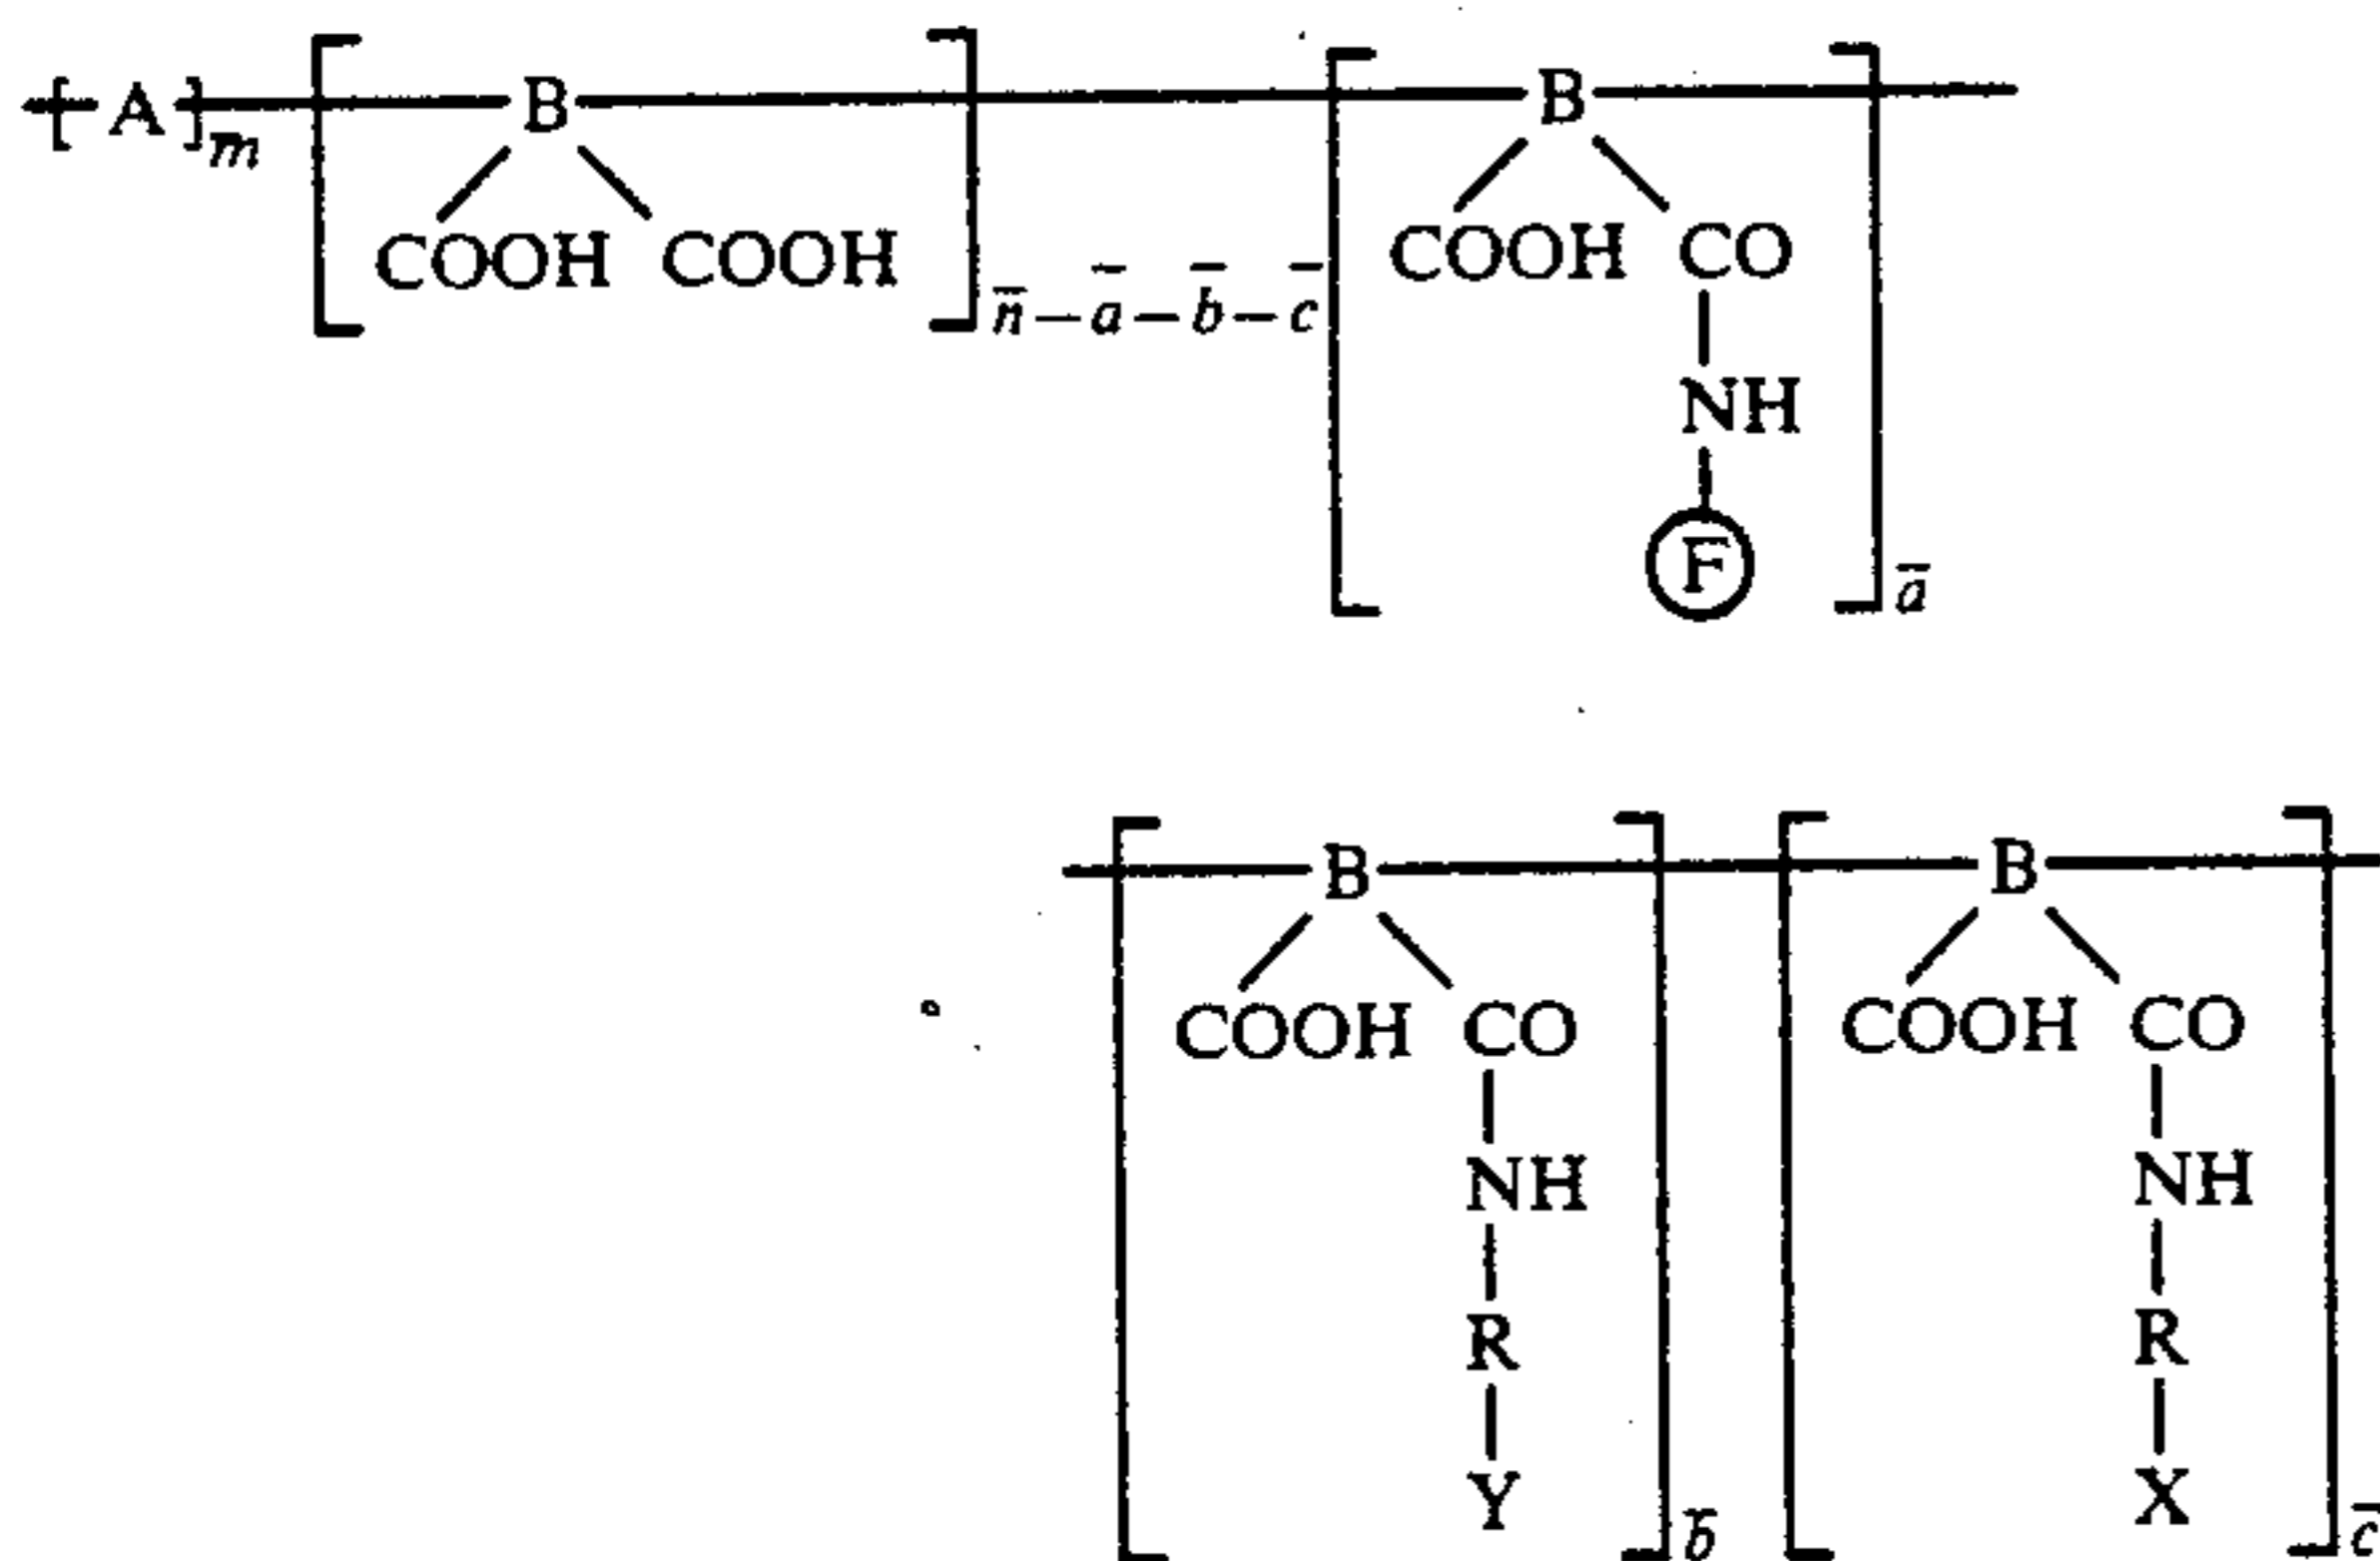 [ A ]m [ B ] [ B ]
COOH COOH COOH CO
n̅—a̅—b̅—c̅
NH
F
a̅
[ B ] [ B ]
COOH CO COOH CO
NH NH
R R
Y X
b̅ c̅